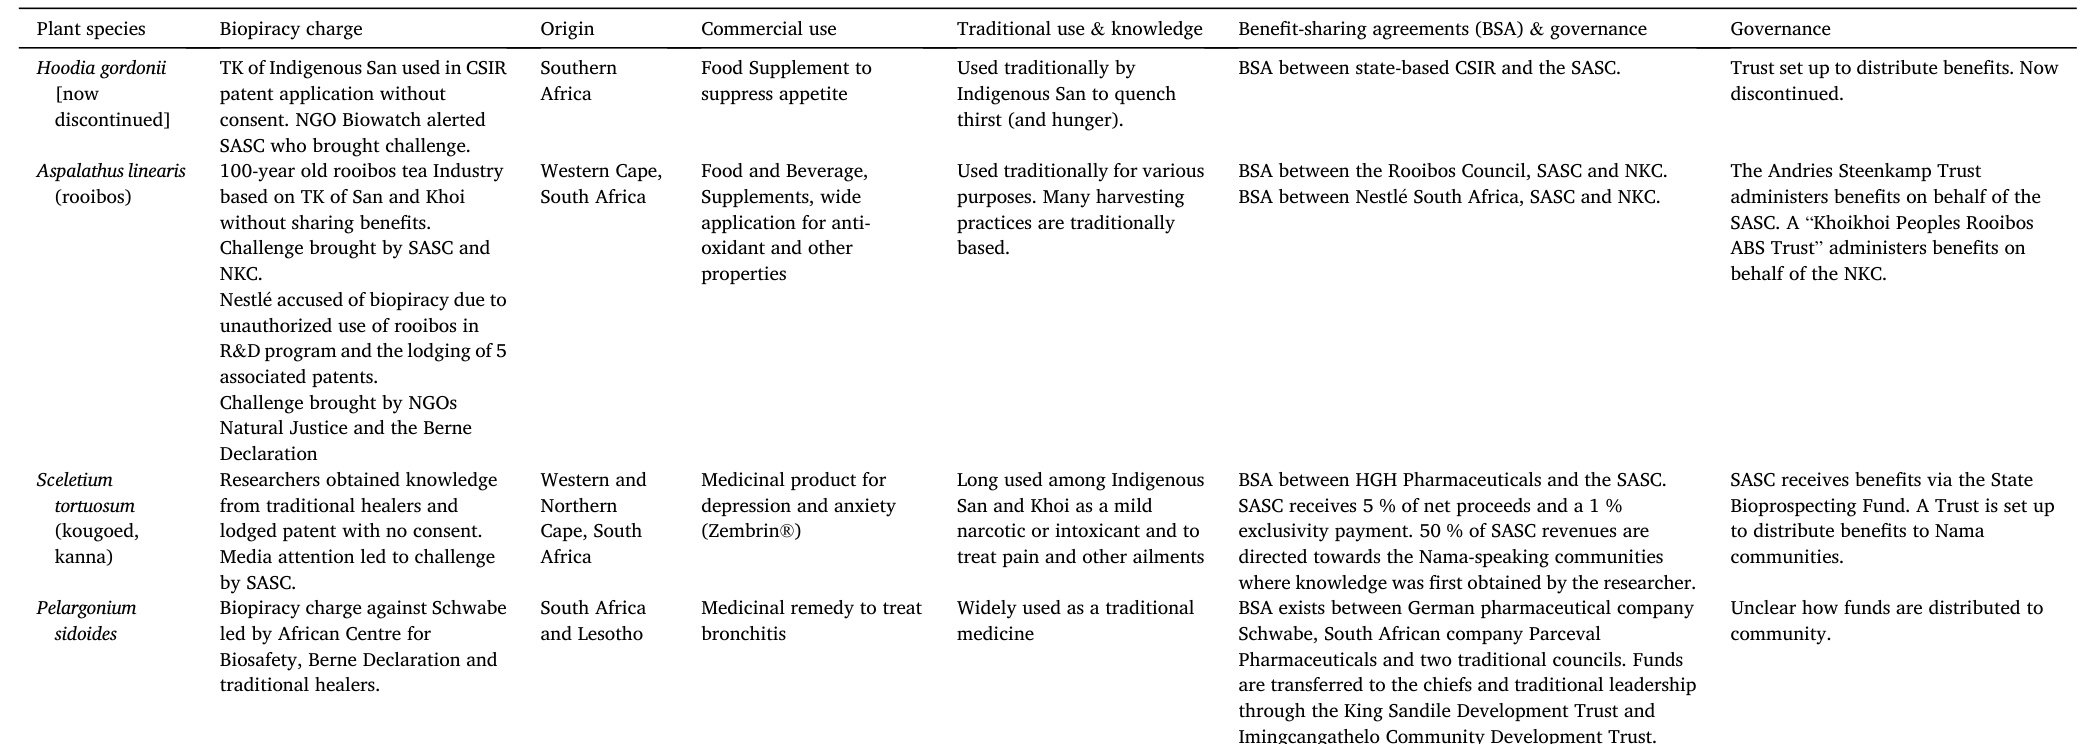 Plant species Biopiracy charge Origin Commercial use Traditional use & knowledge Benefit-sharing agreements (BSA) & governance Governance
Hoodia gordonii TK of Indigenous San used in CSIR Southern Food Supplement to Used traditionally by BSA between state-based CSIR and the SASC. Trust set up to distribute benefits. Now
[now patent application without Africa suppress appetite Indigenous San to quench discontinued.
discontinued] consent. NGO Biowatch alerted thirst (and hunger).
SASC who brought challenge.
Aspalathus linearis 100-year old rooibos tea Industry Western Cape, Food and Beverage, Used traditionally for various BSA between the Rooibos Council, SASC and NKC. The Andries Steenkamp Trust
(rooibos) based on TK of San and Khoi South Africa Supplements, wide purposes. Many harvesting BSA between Nestlé South Africa, SASC and NKC. administers benefits on behalf of the
without sharing benefits. application for anti- practices are traditionally SASC. A “Khoikhoi Peoples Rooibos
Challenge brought by SASC and oxidant and other based. ABS Trust” administers benefits on
NKC. properties behalf of the NKC.
Nestlé accused of biopiracy due to
unauthorized use of rooibos in
R&D program and the lodging of 5
associated patents.
Challenge brought by NGOs
Natural Justice and the Berne
Declaration
Sceletium Researchers obtained knowledge Western and Medicinal product for Long used among Indigenous BSA between HGH Pharmaceuticals and the SASC. SASC receives benefits via the State
tortuosum from traditional healers and Northern depression and anxiety San and Khoi as a mild SASC receives 5 % of net proceeds and a 1 % Bioprospecting Fund. A Trust is set up
(kougoed, lodged patent with no consent. Cape, South (Zembrin®) narcotic or intoxicant and to exclusivity payment. 50 % of SASC revenues are to distribute benefits to Nama
kanna) Media attention led to challenge Africa treat pain and other ailments directed towards the Nama-speaking communities communities.
by SASC. where knowledge was first obtained by the researcher.
Pelargonium Biopiracy charge against Schwabe South Africa Medicinal remedy to treat Widely used as a traditional BSA exists between German pharmaceutical company Unclear how funds are distributed to
sidoides led by African Centre for and Lesotho bronchitis medicine Schwabe, South African company Parceval community.
Biosafety, Berne Declaration and Pharmaceuticals and two traditional councils. Funds
traditional healers. are transferred to the chiefs and traditional leadership
through the King Sandile Development Trust and
Imingcangathelo Community Development Trust.